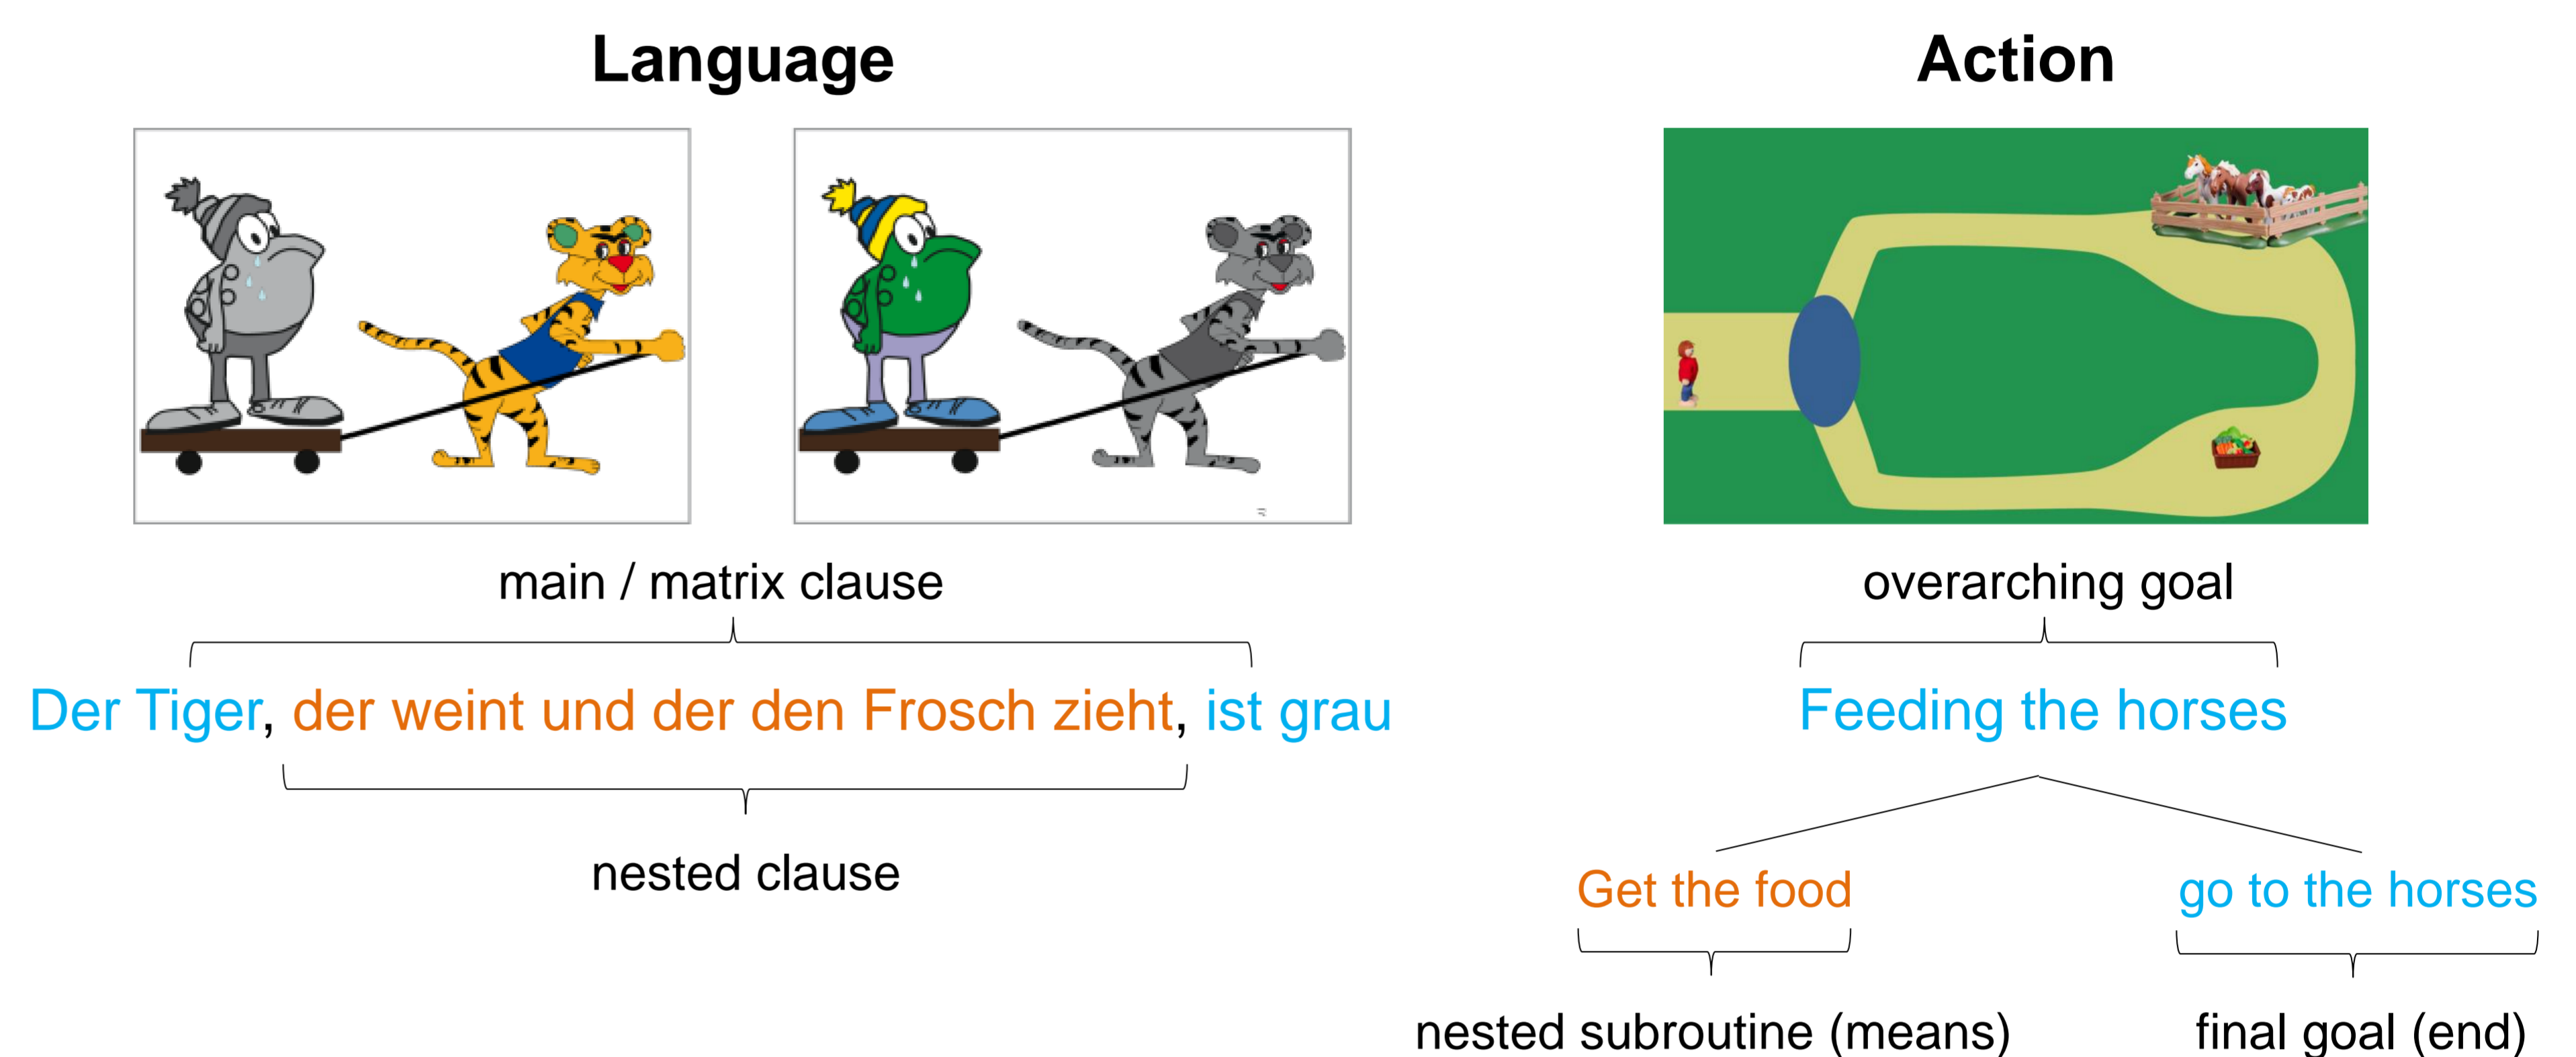 Language
Action
main / matrix clause
overarching goal
Der Tiger, der weint und der den Frosch zieht, ist grau
Feeding the horses
nested clause
Get the food
go to the horses
nested subroutine (means)
final goal (end)